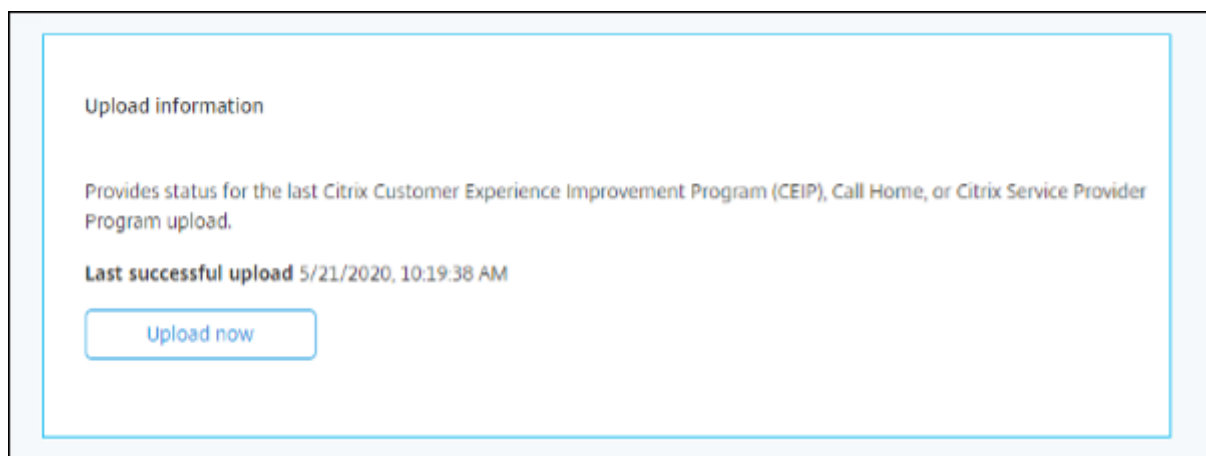 Upload information
Provides status for the last Citrix Customer Experience Improvement Program (CEIP), Call Home, or Citrix Service Provider
Program upload.
Last successful upload 5/21/2020, 10:19:38 AM
Upload now